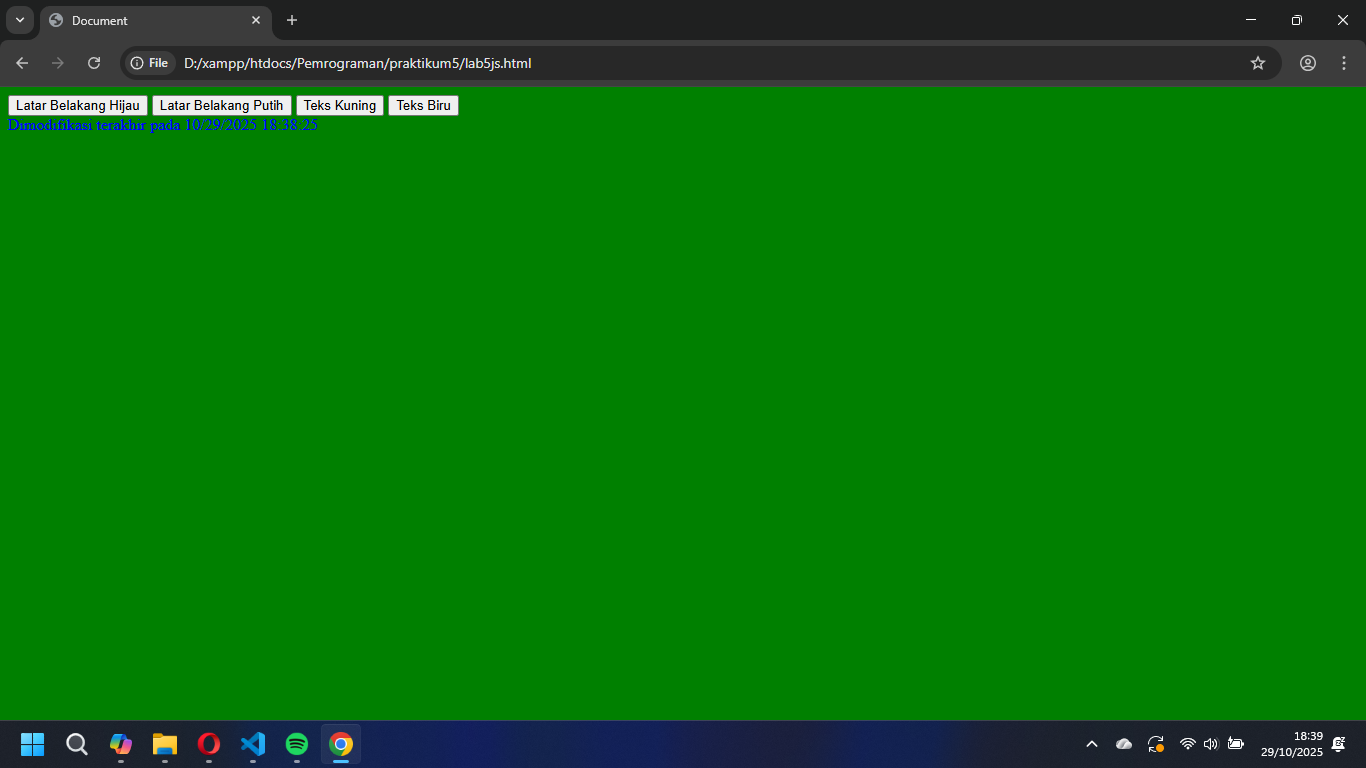 Document
File
D:/xampp/htdocs/Pemrograman/praktikum5/lab5js.html
Latar Belakang Hijau
Latar Belakang Putih
Teks Kuning
Teks Biru
Dimodifikasi terakhir pada 10/29/2025 18:38:25
18:39
29/10/2025